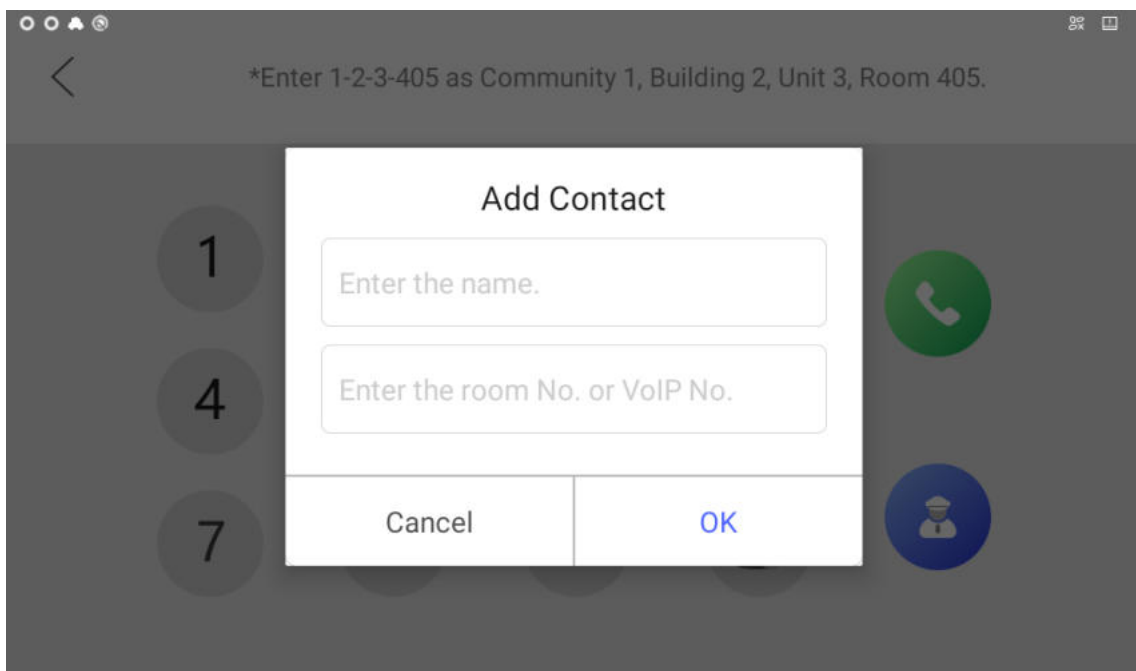 *Enter 1-2-3-405 as Community 1, Building 2, Unit 3, Room 405.
Add Contact
1
Enter the name.
4
Enter the room No. or VoIP No.
7
Cancel
OK